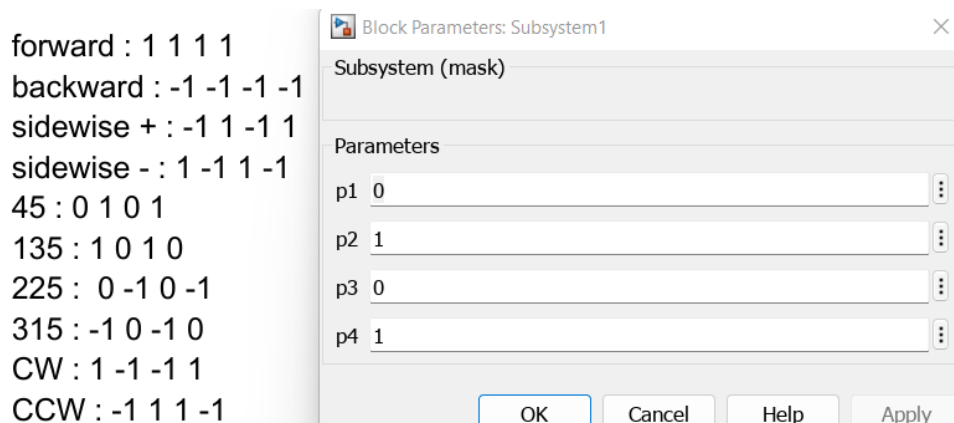 forward : 1 1 1 1
backward : -1 -1 -1 -1
sidewise + : -1 1 -1 1
sidewise - : 1 -1 1 -1
45 : 0 1 0 1
135 : 1 0 1 0
225 :  0 -1 0 -1
315 : -1 0 -1 0
CW : 1 -1 -1 1
CCW : -1 1 1 -1
Block Parameters: Subsystem1
Subsystem (mask)
Parameters
p1 0
p2 1
p3 0
p4 1
OK Cancel Help Apply